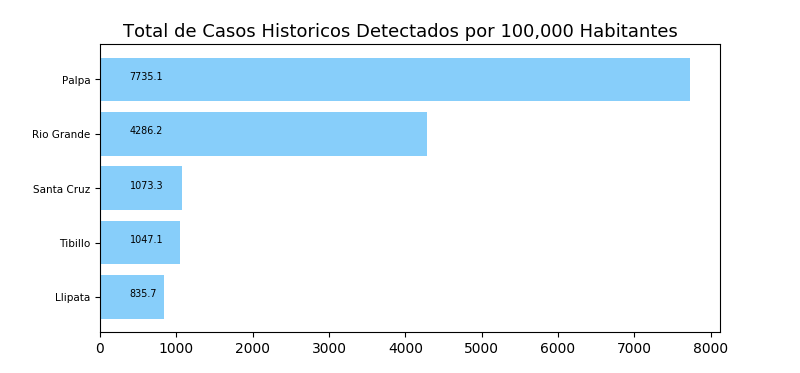 Total de Casos Historicos Detectados por 100,000 Habitantes
Palpa 7735.1
Rio Grande 4286.2
Santa Cruz 1073.3
Tibillo 1047.1
Llipata 835.7
0 1000 2000 3000 4000 5000 6000 7000 8000